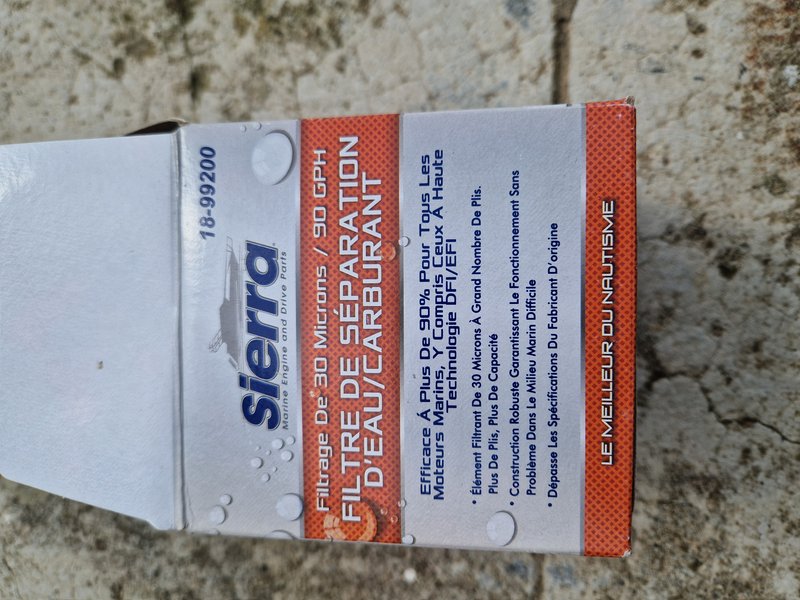 18-99200
Sierra
Marine Engine and Drive Parts
Filtrage De 30 Microns / 90 GPH
FILTRE DE SÉPARATION
D'EAU/CARBURANT
Efficace À Plus De 90% Pour Tous Les
Moteurs Marins, Y Compris Ceux À Haute
Technologie DFI/EFI
• Élément Filtrant De 30 Microns À Grand Nombre De Plis.
Plus De Plis, Plus De Capacité
• Construction Robuste Garantissant Le Fonctionnement Sans
Problème Dans Le Milieu Marin Difficile
• Dépasse Les Spécifications Du Fabricant D'origine
LE MEILLEUR DU NAUTISME